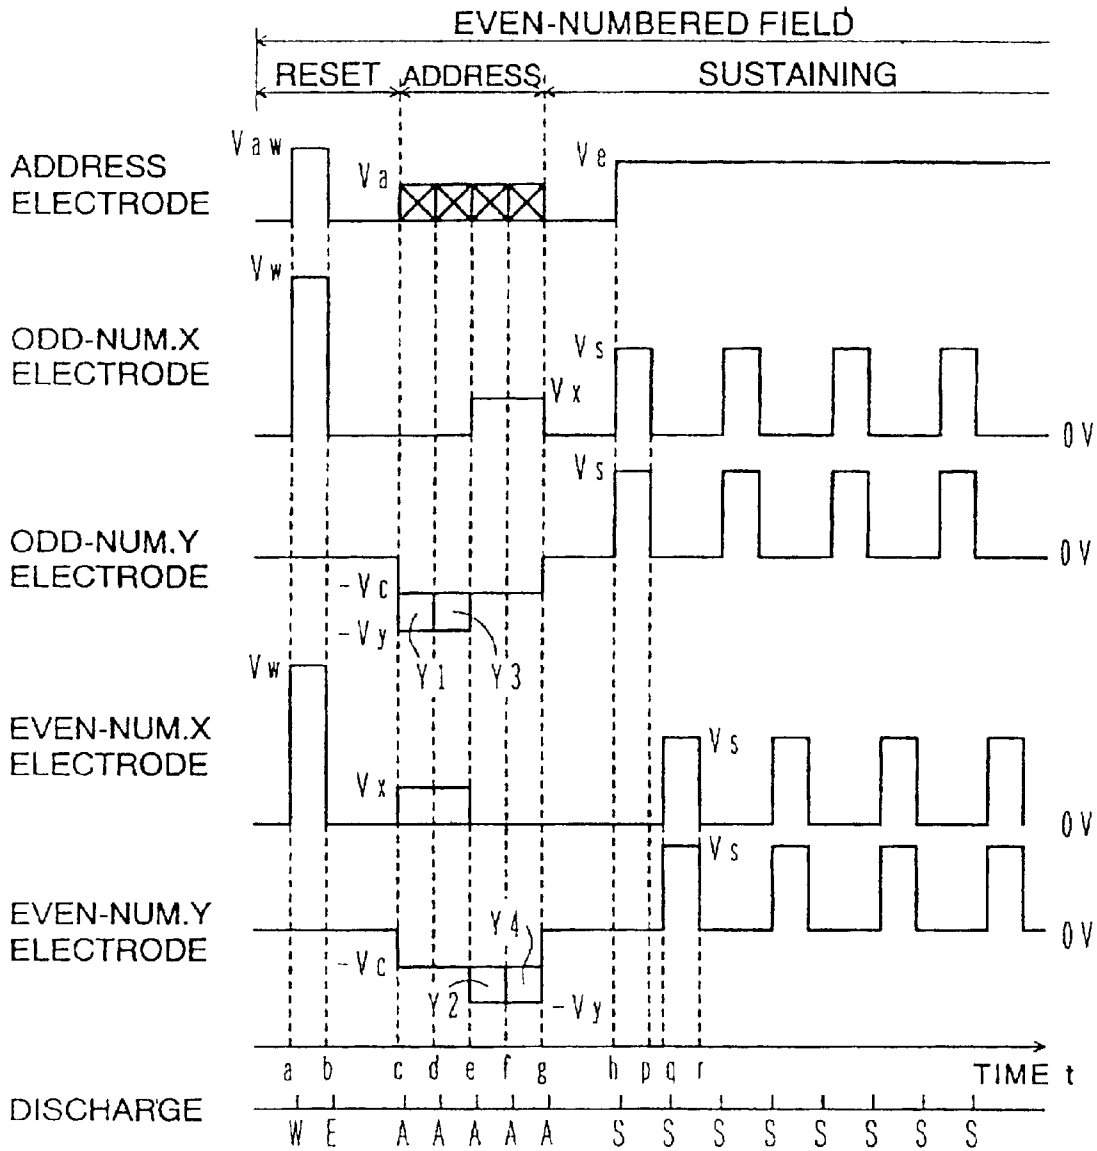 EVEN-NUMBERED FIELD
RESET ADDRESS SUSTAINING
Vaw
ADDRESS
ELECTRODE
Va
Ve
Vw
ODD-NUM.X
ELECTRODE
Vs
Vx
0V
Vs
ODD-NUM.Y
ELECTRODE
0V
-Vc
-Vy
Y1 Y3
Vw
EVEN-NUM.X
ELECTRODE
Vs
Vx
0V
Vs
EVEN-NUM.Y
ELECTRODE
Y4
0V
-Vc
Y2
-Vy
a b c d e f g h p q r
TIME t
DISCHARGE
W E A A A A A S S S S S S S S